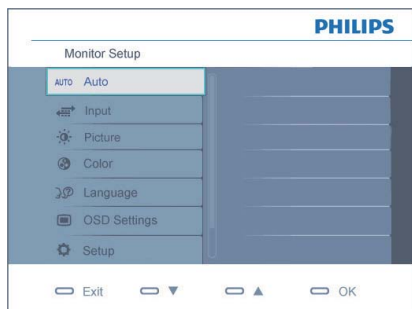 PHILIPS
Monitor Setup
AUTO Auto
Input
Picture
Color
Language
OSD Settings
Setup
Exit ▼ ▲ OK